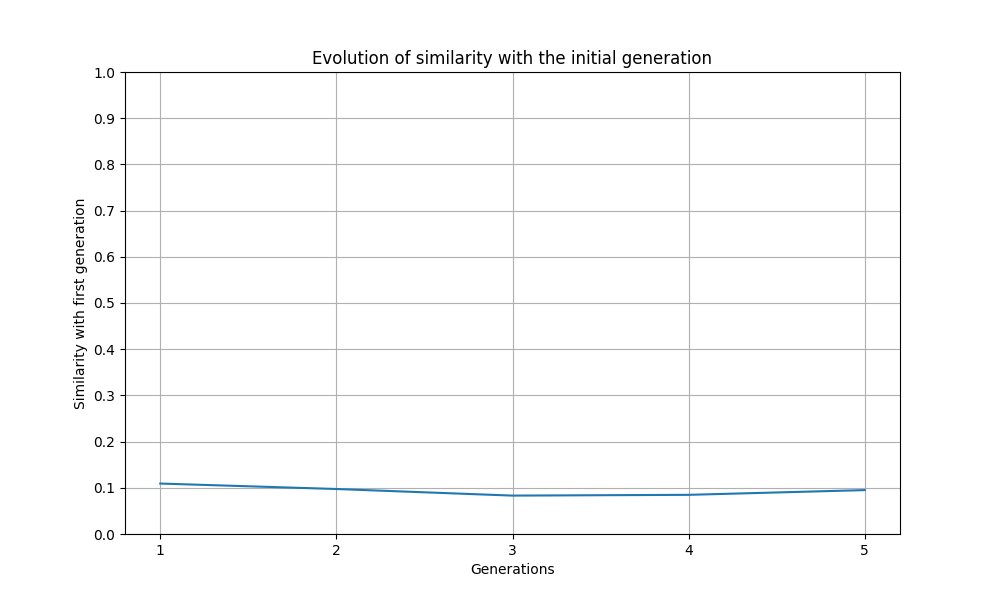 Evolution of similarity with the initial generation
1.0
0.9
0.8
0.7
0.6
0.5
0.4
0.3
0.2
0.1
0.0
Similarity with first generation
1 2 3 4 5
Generations